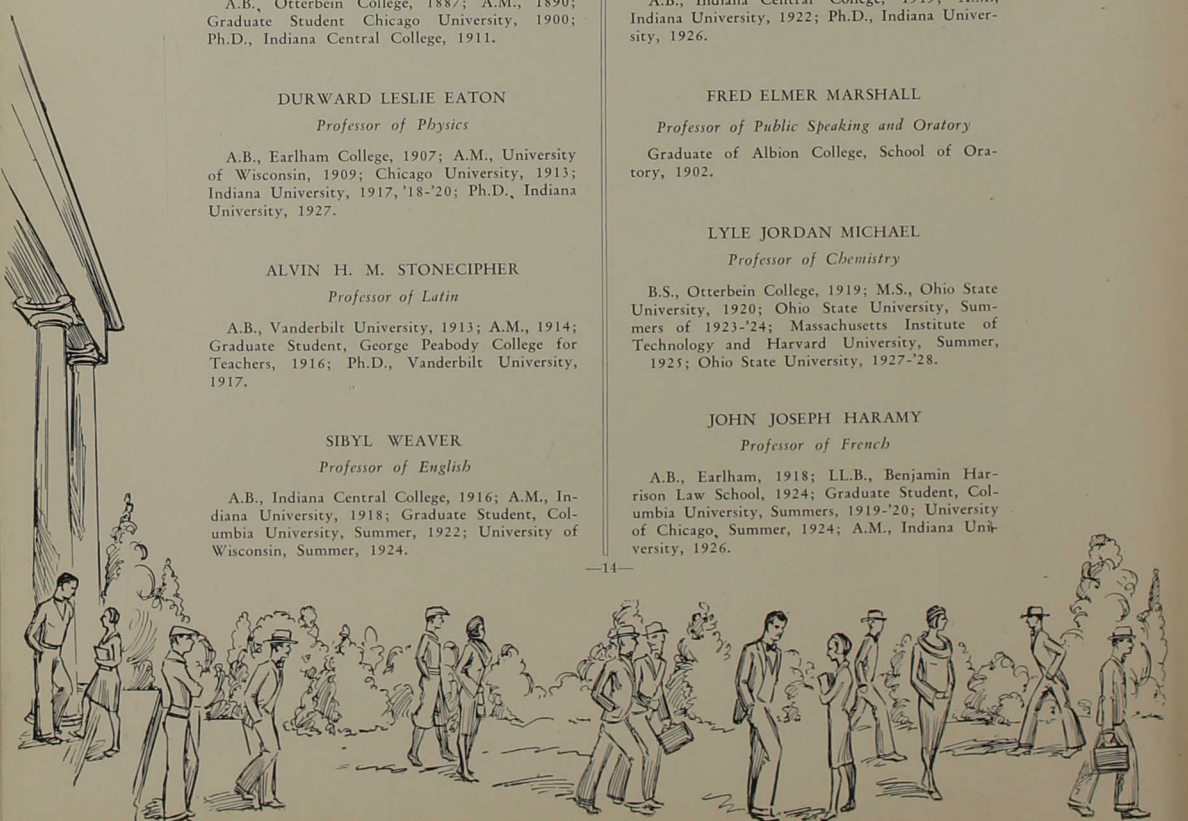 A.B., Otterbein College, 1887; A.M., 1890;
Graduate Student Chicago University, 1900;
Ph.D., Indiana Central College, 1911.
DURWARD LESLIE EATON
Professor of Physics
A.B., Earlham College, 1907; A.M., University
of Wisconsin, 1909; Chicago University, 1913;
Indiana University, 1917, '18-'20; Ph.D., Indiana
University, 1927.
ALVIN H. M. STONECIPHER
Professor of Latin
A.B., Vanderbilt University, 1913; A.M., 1914;
Graduate Student, George Peabody College for
Teachers, 1916; Ph.D., Vanderbilt University,
1917.
SIBYL WEAVER
Professor of English
A.B., Indiana Central College, 1916; A.M., In-
diana University, 1918; Graduate Student, Col-
umbia University, Summer, 1922; University of
Wisconsin, Summer, 1924.
A.B., Indiana Central College, 1919; A.M.,
Indiana University, 1922; Ph.D., Indiana Univer-
sity, 1926.
FRED ELMER MARSHALL
Professor of Public Speaking and Oratory
Graduate of Albion College, School of Ora-
tory, 1902.
LYLE JORDAN MICHAEL
Professor of Chemistry
B.S., Otterbein College, 1919; M.S., Ohio State
University, 1920; Ohio State University, Sum-
mers of 1923-'24; Massachusetts Institute of
Technology and Harvard University, Summer,
1925; Ohio State University, 1927-'28.
JOHN JOSEPH HARAMY
Professor of French
A.B., Earlham, 1918; LL.B., Benjamin Har-
rison Law School, 1924; Graduate Student, Col-
umbia University, Summers, 1919-'20; University
of Chicago, Summer, 1924; A.M., Indiana Uni-
versity, 1926.
—14—